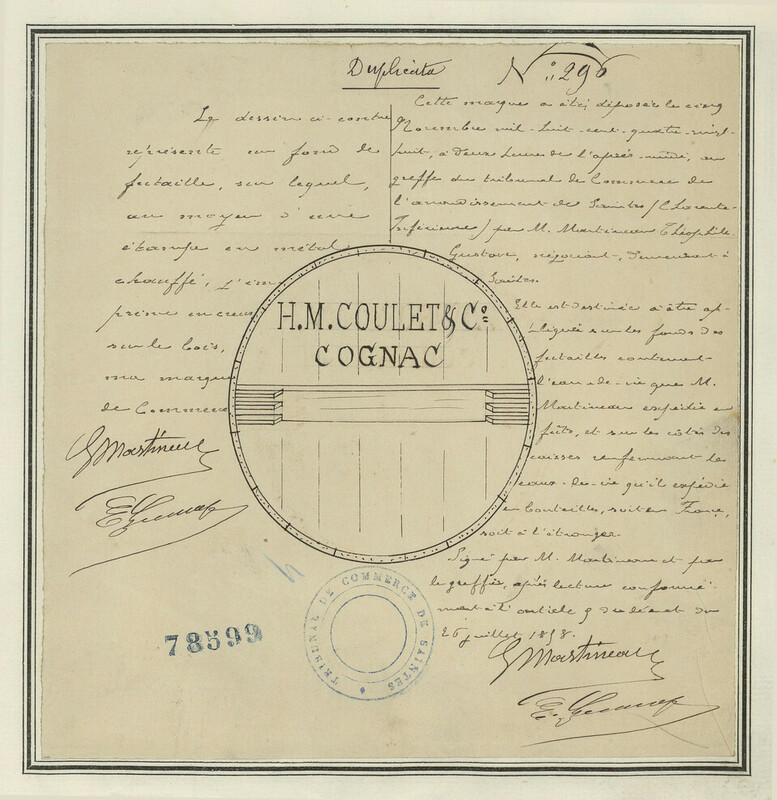 Duplicata
N° 296
Le dessin ci-contre
représente un fond de
futaille, sur lequel,
au moyen d'une
étampe en métal
chauffé, j'im
prime en creux
sur le bois,
ma marque
de Commerce
G Martineau
Cette marque a été déposée le cinq
Novembre mil huit-cent-quatre-vingt-
huit, à deux heures de l'après-midi, au
greffe du tribunal de Commerce de
l'arrondissement de Saintes (Charente-
Inférieure) par M. Martineau Théophile-
Gustave, négociant, demeurant à
Saintes.
Elle est destinée à être ap-
pliquée sur les fonds des
futailles contenant
l'eau-de-vie que M.
Martineau expédie en
fûts, et sur les côtés des
caisses renfermant les
eaux-de-vie qu'il expédie
en bouteilles, soit en France,
soit à l'étranger.
Signé par M. Martineau et par
le greffier, après lecture conformé-
ment à l'article 9 du décret du
26 juillet 1858.
G Martineau
H.M.COULET & Cº
COGNAC
TRIBUNAL DE COMMERCE DE SAINTES
78599